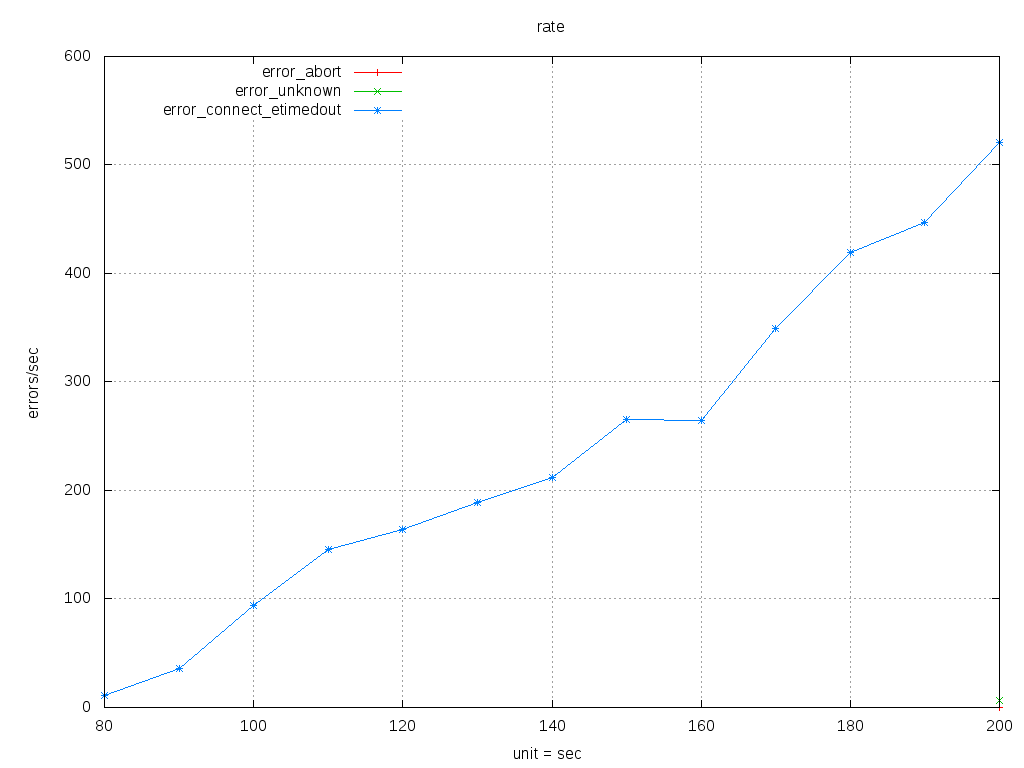 rate
600
500
400
300
200
100
0
error_abort
error_unknown
error_connect_etimedout
errors/sec
80 100 120 140 160 180 200
unit = sec